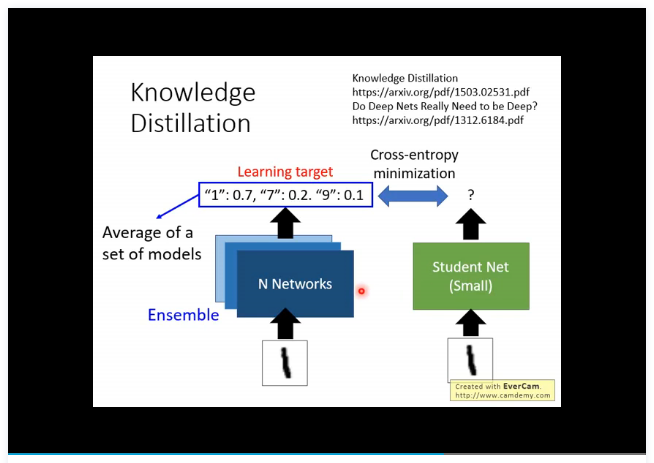 Knowledge
Distillation
Knowledge Distillation
https://arxiv.org/pdf/1503.02531.pdf
Do Deep Nets Really Need to be Deep?
https://arxiv.org/pdf/1312.6184.pdf
Cross-entropy
minimization
Learning target
“1”: 0.7, “7”: 0.2. “9”: 0.1
?
Average of a
set of models
N Networks
Student Net
(Small)
Ensemble
Created with EverCam.
http://www.camdemy.com